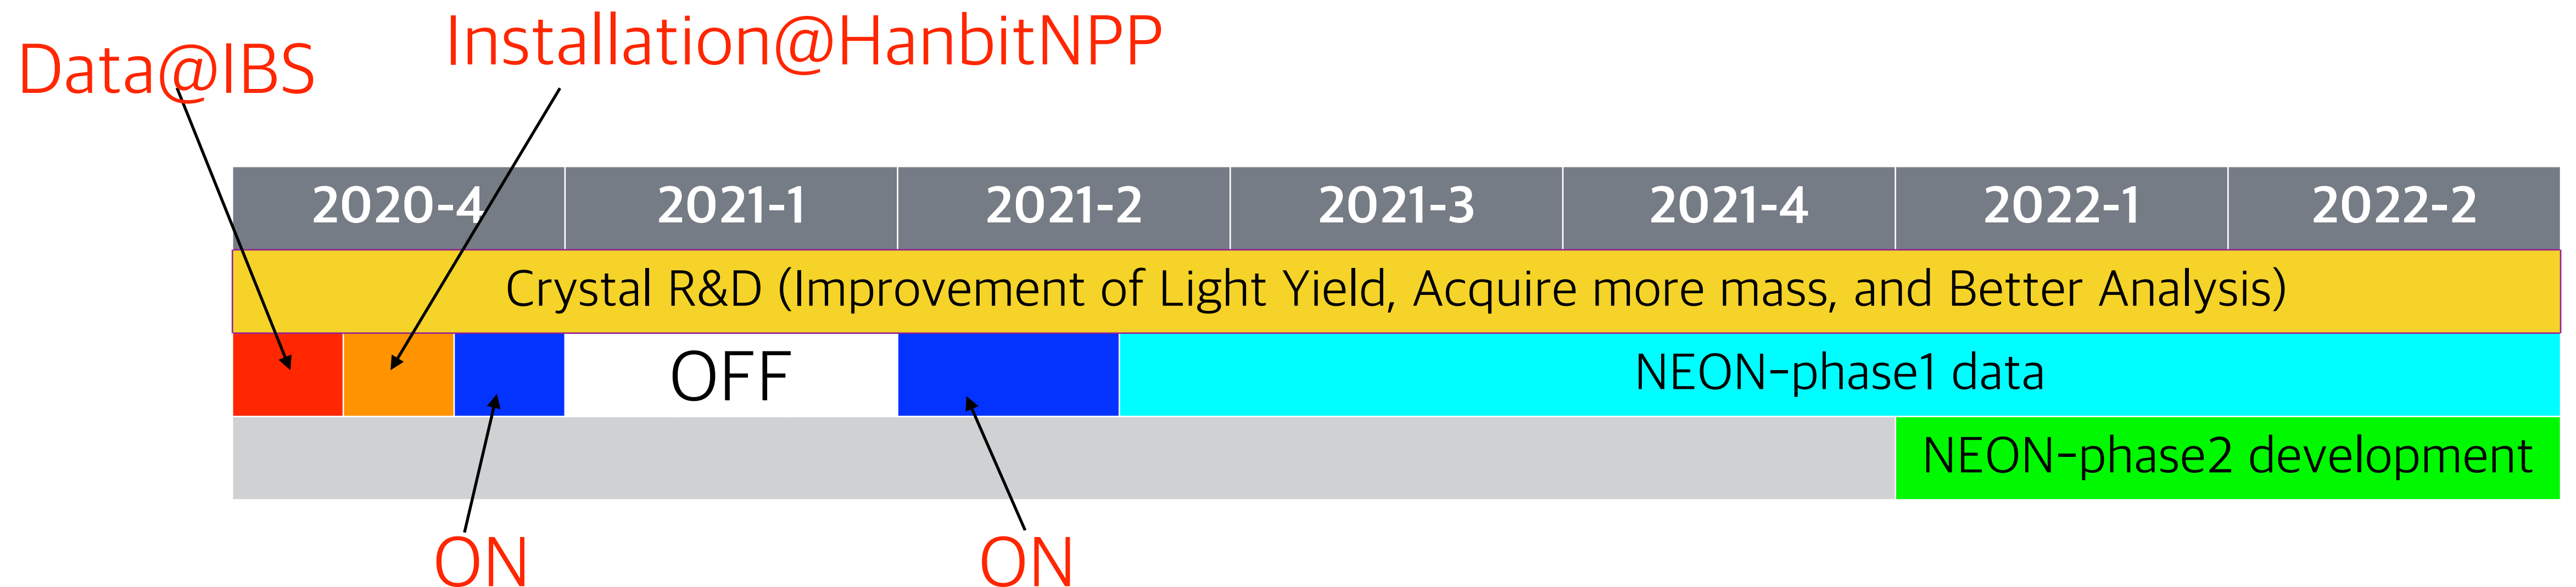 Installation@HanbitNPP
Data@IBS
2020-4 2021-1 2021-2 2021-3 2021-4 2022-1 2022-2
Crystal R&D (Improvement of Light Yield, Acquire more mass, and Better Analysis)
OFF NEON-phase1 data
NEON-phase2 development
ON ON